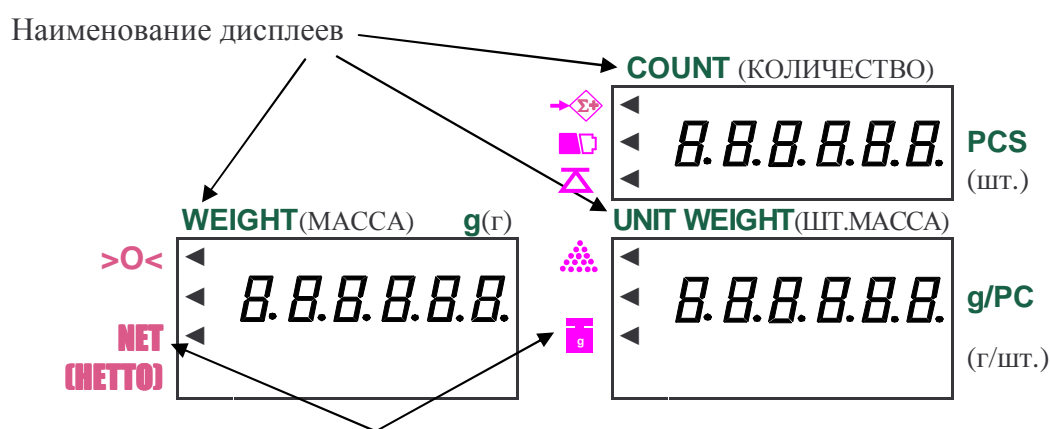 Наименование дисплеев
COUNT (КОЛИЧЕСТВО)
Σ+
8.8.8.8.8.8.
PCS
(шт.)
WEIGHT(МАССА) g(г)
>O<
8.8.8.8.8.8.
NET
(НЕТТО)
UNIT WEIGHT(ШТ.МАССА)
8.8.8.8.8.8.
g
g/PC
(г/шт.)